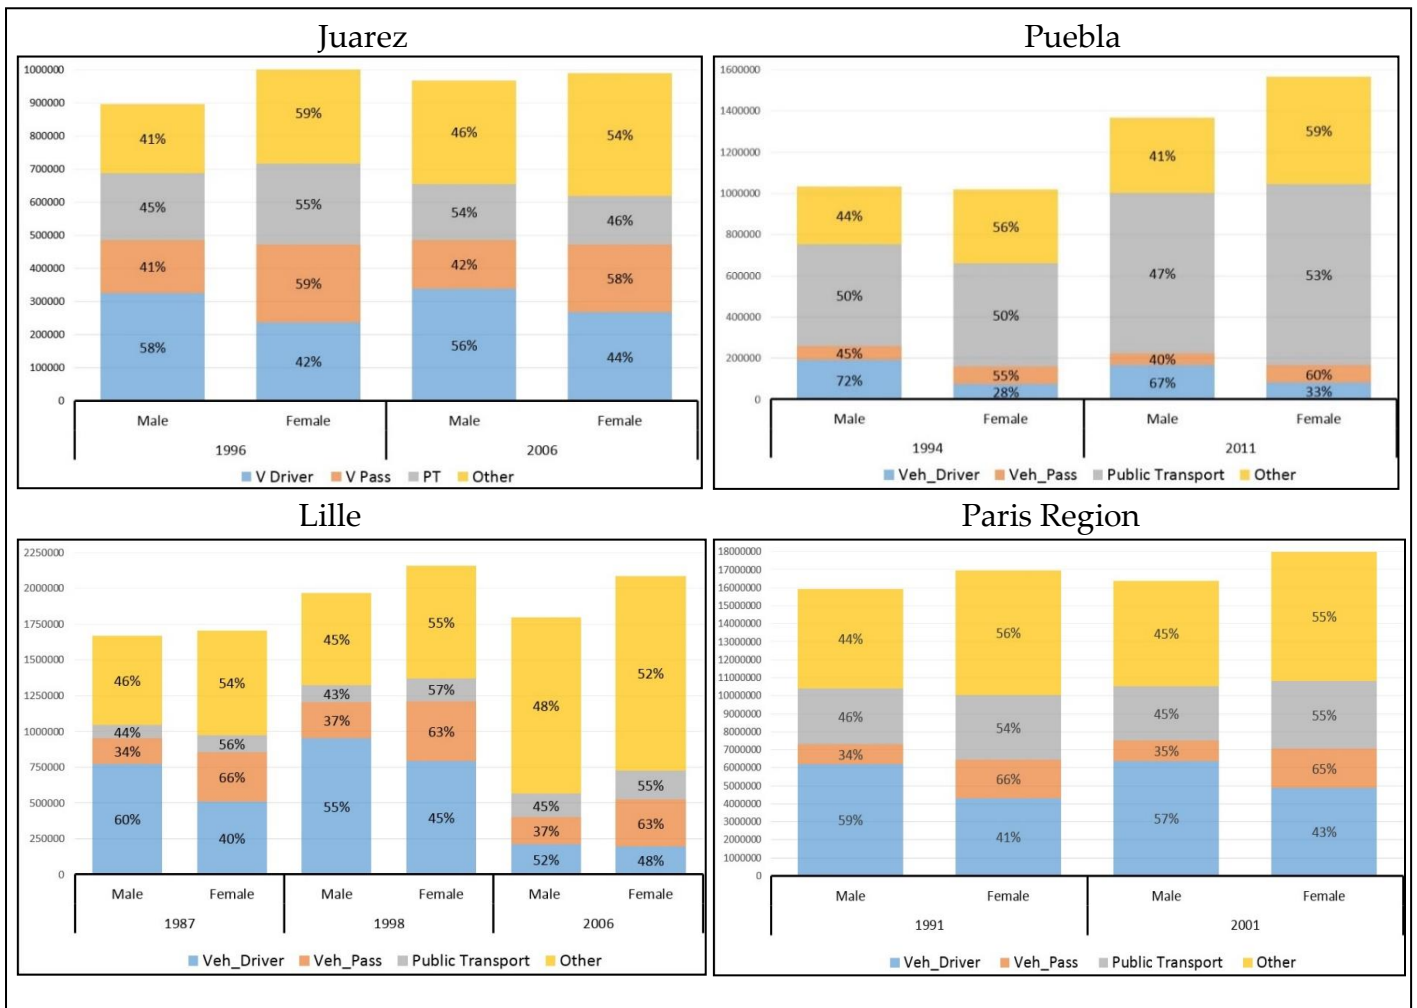 Juarez
1000000
900000
800000
700000
600000
500000
400000
300000
200000
100000
0
41% 59% 46% 54%
45% 55% 54% 46%
41% 59% 42% 58%
58% 42% 56% 44%
Male Female Male Female
1996 2006
V Driver V Pass PT Other
Puebla
1600000
1400000
1200000
1000000
800000
600000
400000
200000
0
44% 56% 41% 59%
50% 50% 47% 53%
45% 55% 40% 60%
72% 28% 67% 33%
Male Female Male Female
1994 2011
Veh_Driver Veh_Pass Public Transport Other
Lille
2250000
2000000
1750000
1500000
1250000
1000000
750000
500000
250000
0
46% 54% 45% 55% 48% 52%
44% 56% 43% 57% 45% 55%
34% 66% 37% 63% 37% 63%
60% 40% 55% 45% 52% 48%
Male Female Male Female Male Female
1987 1998 2006
Veh_Driver Veh_Pass Public Transport Other
Paris Region
18000000
17000000
16000000
15000000
14000000
13000000
12000000
11000000
10000000
9000000
8000000
7000000
6000000
5000000
4000000
3000000
2000000
1000000
0
44% 56% 45% 55%
46% 54% 45% 55%
34% 66% 35% 65%
59% 41% 57% 43%
Male Female Male Female
1991 2001
Veh_Driver Veh_Pass Public Transport Other